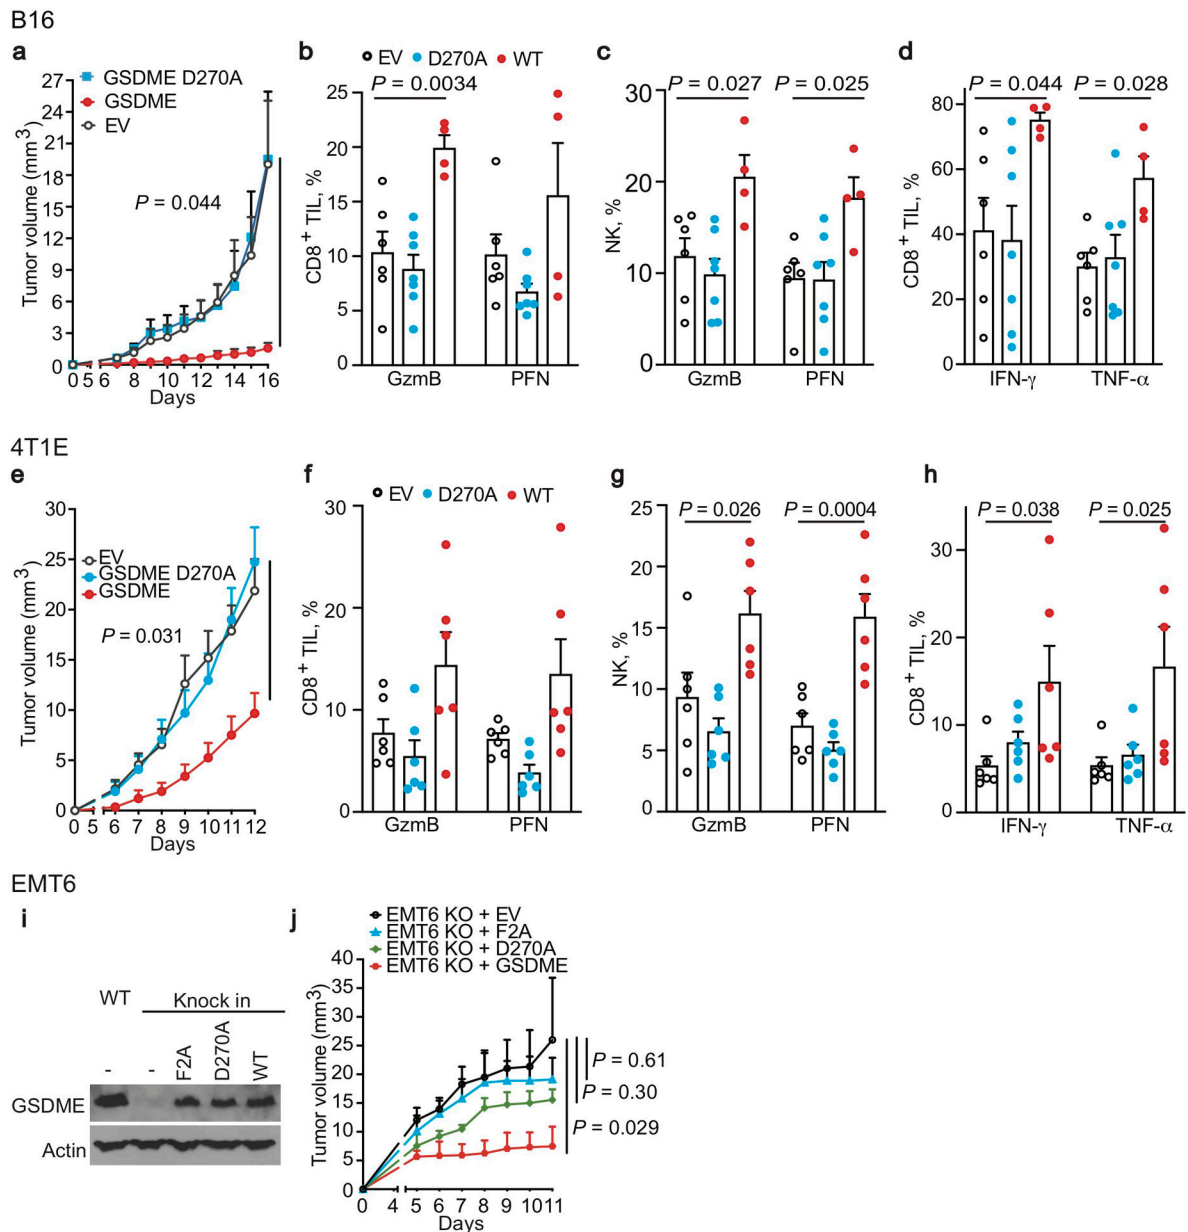 B16
a
27
24
21
18
15
12
9
6
3
0
Tumor volume (mm3)
GSDME D270A
GSDME
EV
P = 0.044
0 5 6 8 10 12 14 16
Days
b
EV D270A WT
P = 0.0034
25
20
15
10
5
0
CD8+ TIL, %
GzmB PFN
c
P = 0.027 P = 0.025
30
20
10
0
NK, %
GzmB PFN
d
P = 0.044 P = 0.028
80
60
40
20
0
CD8+ TIL, %
IFN-γ TNF-α
4T1E
e
30
25
20
15
10
5
0
Tumor volume (mm3)
EV
GSDME D270A
GSDME
P = 0.031
0 5 6 7 8 9 10 11 12
Days
f
EV D270A WT
30
20
10
0
CD8+ TIL, %
GzmB PFN
g
P = 0.026 P = 0.0004
25
20
15
10
5
0
NK, %
GzmB PFN
h
P = 0.038 P = 0.025
30
20
10
0
CD8+ TIL, %
IFN-γ TNF-α
EMT6
i
WT Knock in
- - F2A D270A WT
GSDME
Actin
j
EMT6 KO + EV
EMT6 KO + F2A
EMT6 KO + D270A
EMT6 KO + GSDME
40
35
30
25
20
15
10
5
0
Tumor volume (mm3)
P = 0.61
P = 0.30
P = 0.029
0 4 5 6 7 8 9 10 11
Days